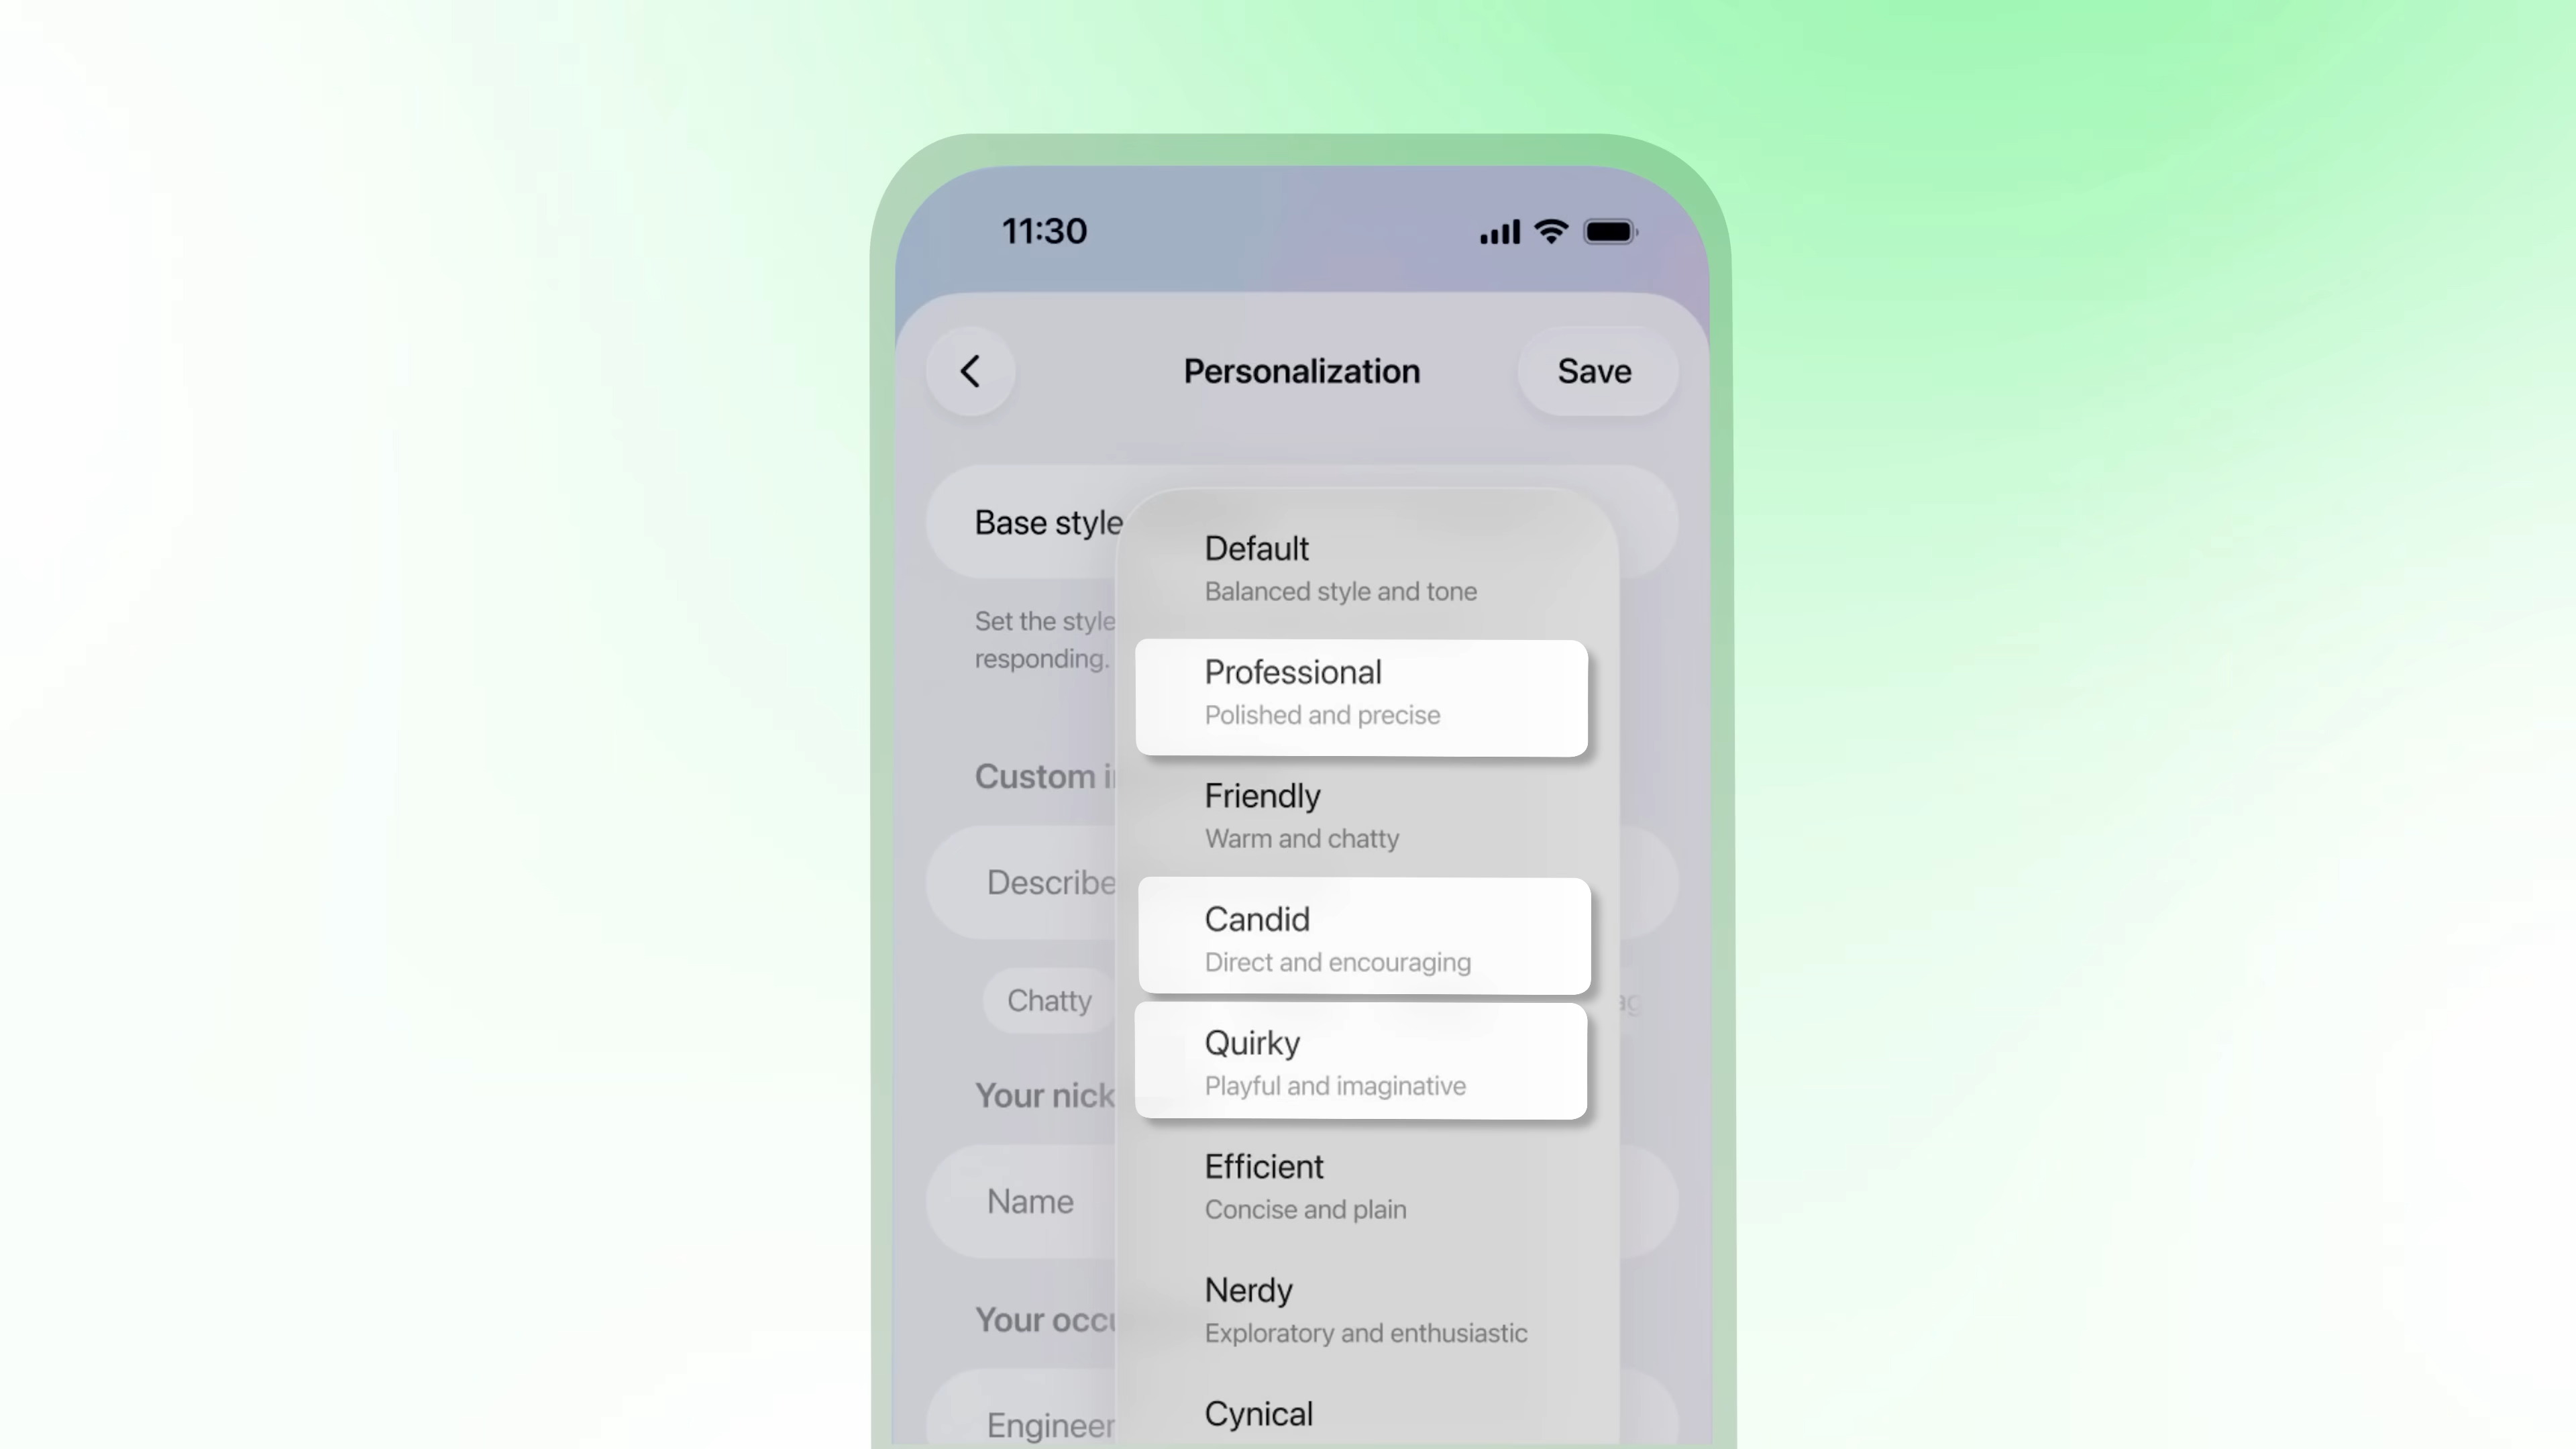 11:30
Personalization
Save
Base style
Set the style
responding.
Default
Balanced style and tone
Professional
Polished and precise
Friendly
Warm and chatty
Candid
Direct and encouraging
Quirky
Playful and imaginative
Efficient
Concise and plain
Nerdy
Exploratory and enthusiastic
Cynical
Custom
Describe
Chatty
Your nick
Name
Your occu
Engineer